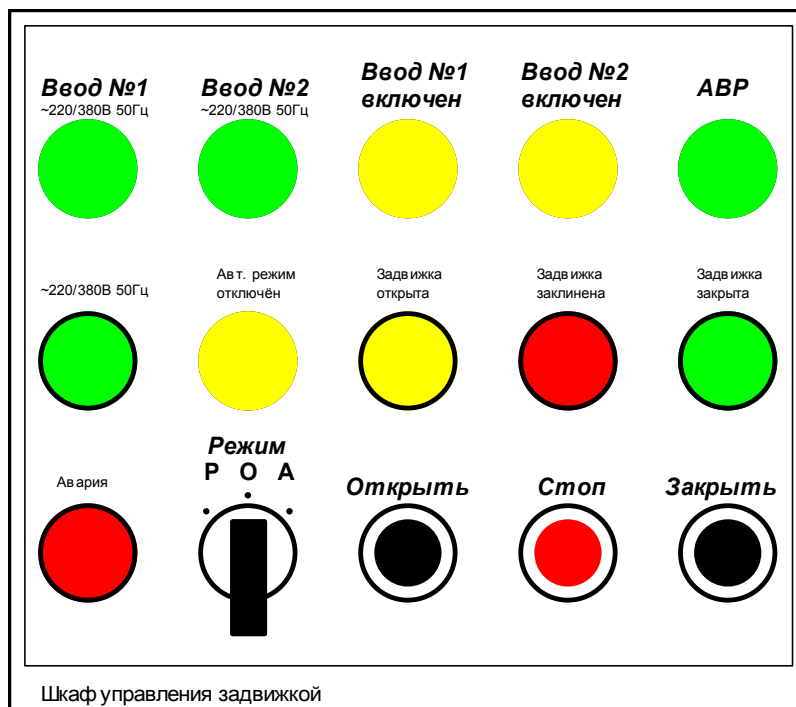 Ввод №1
~220/380В 50Гц
Ввод №2
~220/380В 50Гц
Ввод №1
включен
Ввод №2
включен
АВР
~220/380В 50Гц
Авт. режим
отключён
Задвижка
открыта
Задвижка
заклинена
Задвижка
закрыта
Авария
Режим
Р О А
Открыть
Стоп
Закрыть
Шкаф управления задвижкой